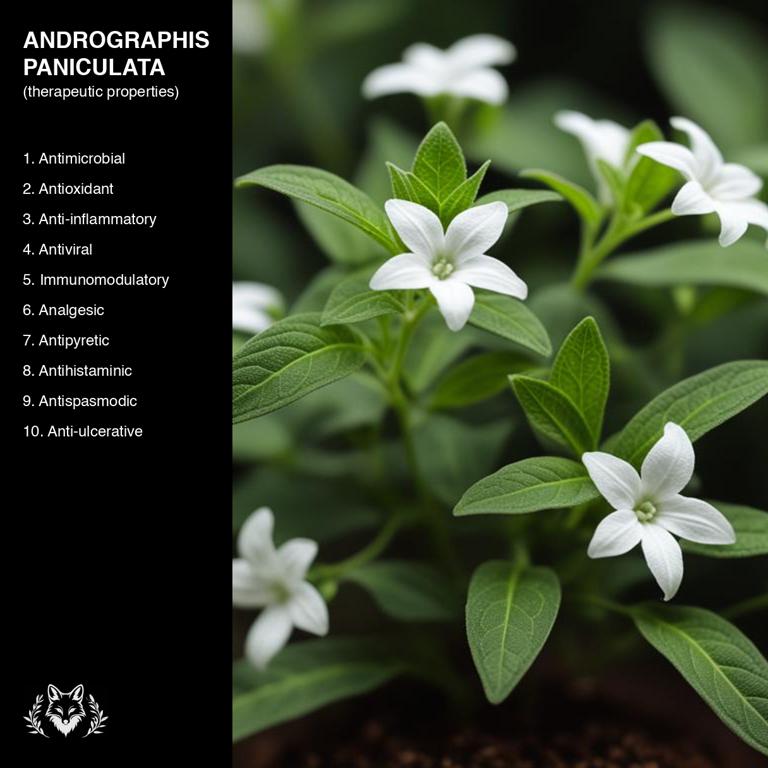 ANDROGRAPHIS
PANICULATA
(therapeutic properties)
1. Antimicrobial
2. Antioxidant
3. Anti-inflammatory
4. Antiviral
5. Immunomodulatory
6. Analgesic
7. Antipyretic
8. Antihistaminic
9. Antispasmodic
10. Anti-ulcerative